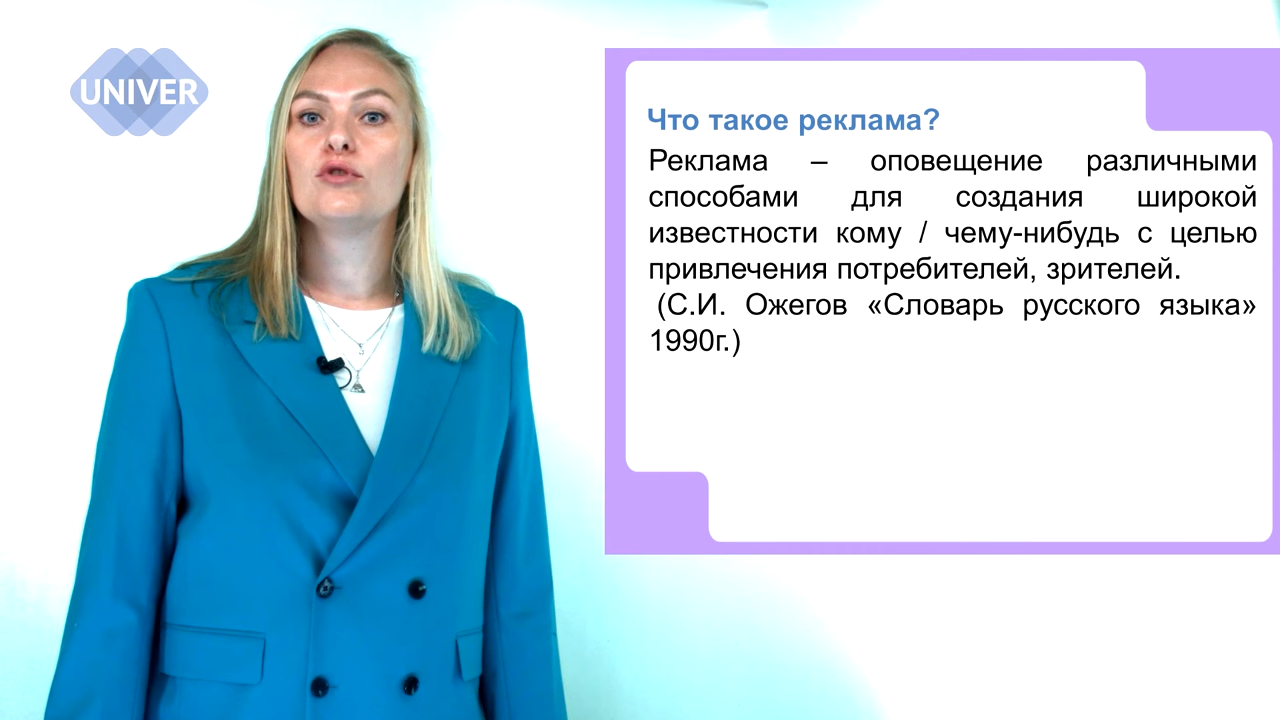 UNIVER
Что такое реклама?
Реклама – оповещение различными
способами для создания широкой
известности кому / чему-нибудь с целью
привлечения потребителей, зрителей.
(С.И. Ожегов «Словарь русского языка»
1990г.)